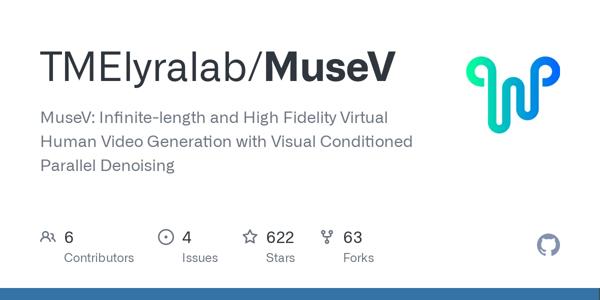 TMElyralab/MuseV
MuseV: Infinite-length and High Fidelity Virtual
Human Video Generation with Visual Conditioned
Parallel Denoising
6 4 622 63
Contributors Issues Stars Forks